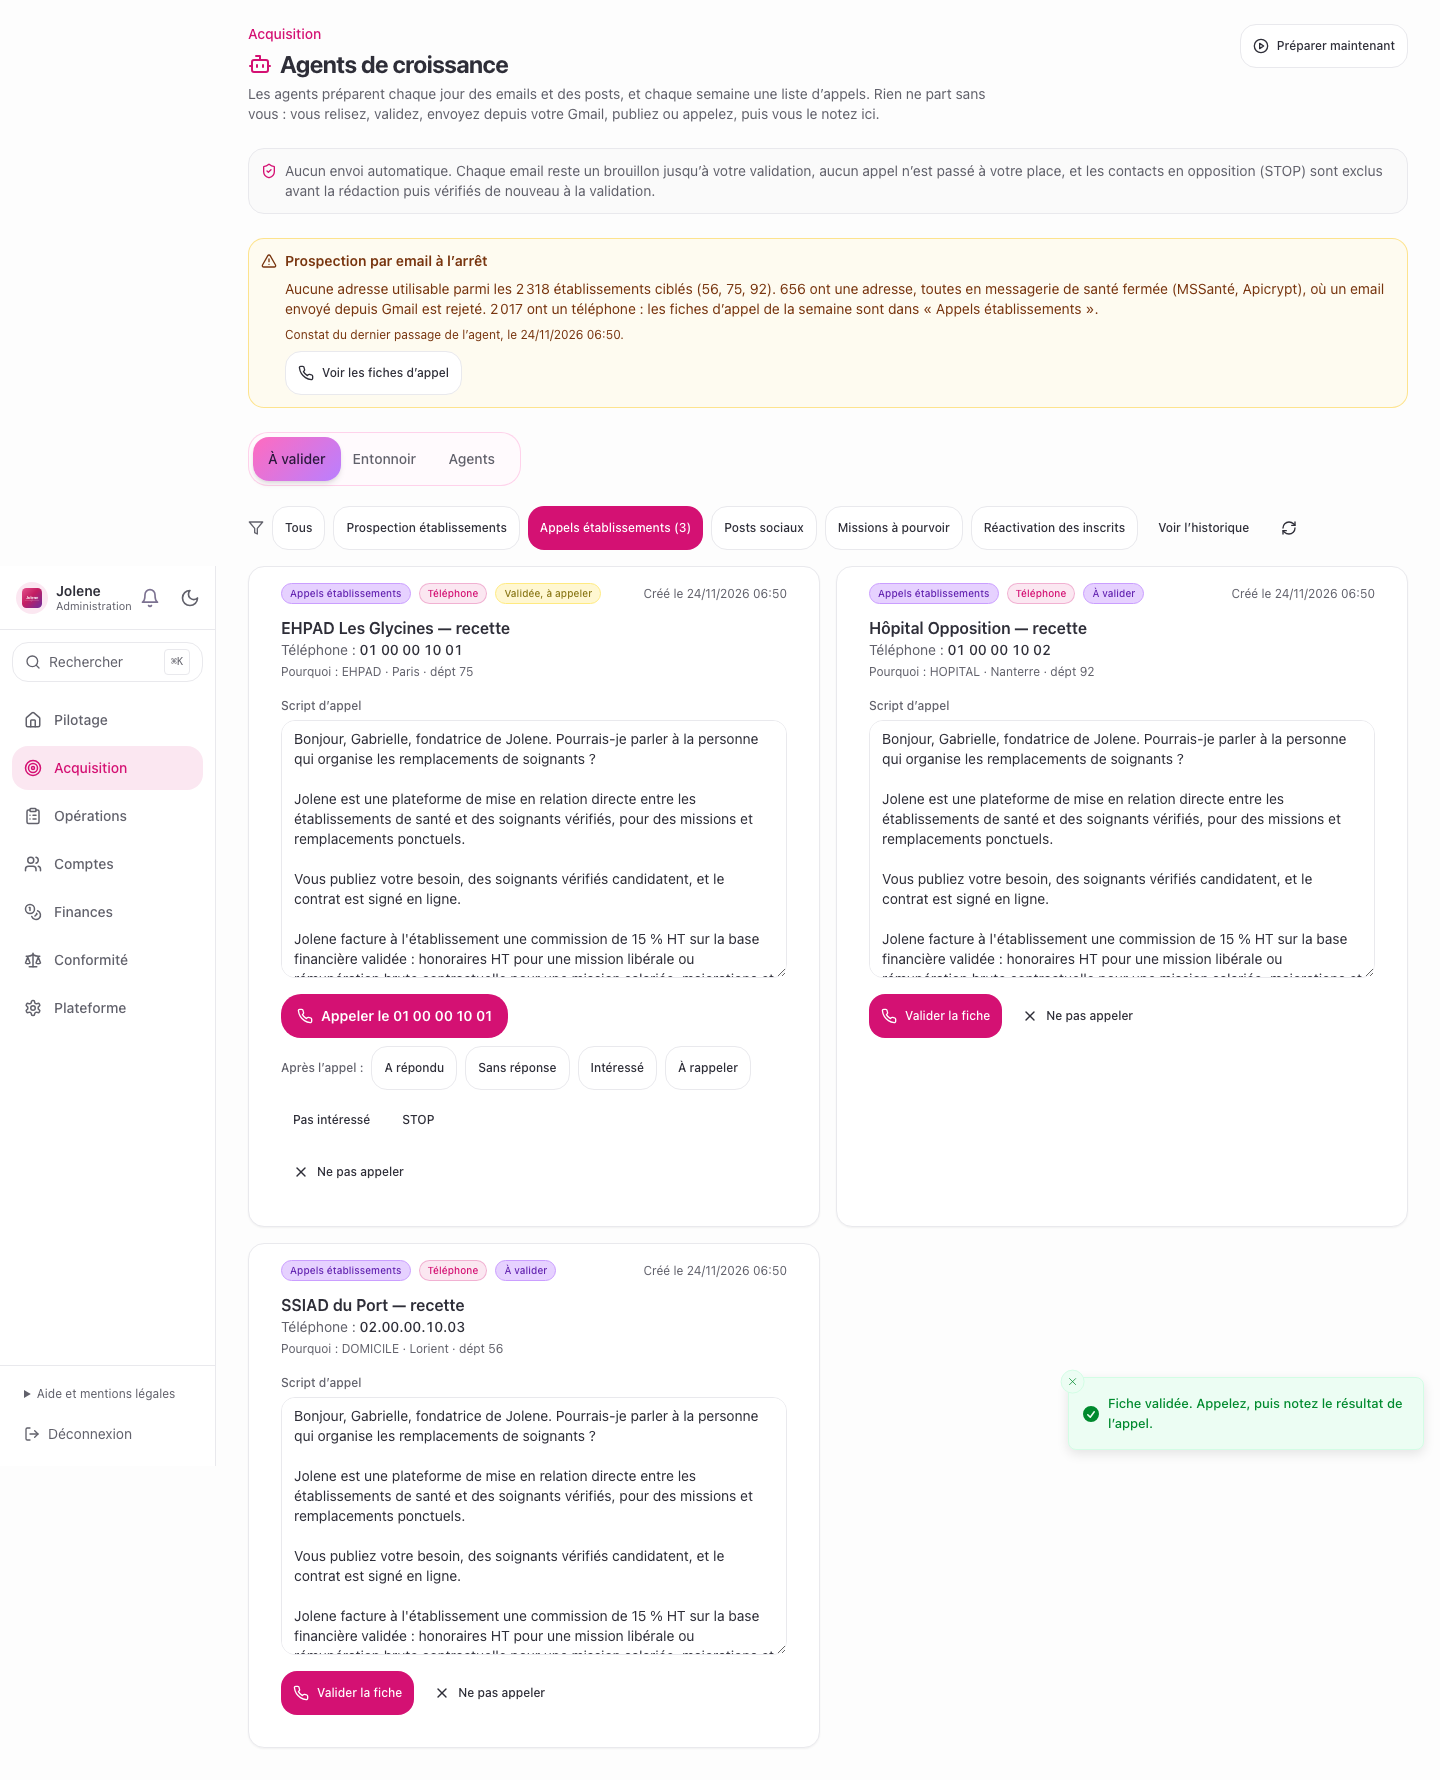 Acquisition
Agents de croissance
Les agents préparent chaque jour des emails et des posts, et chaque semaine une liste d’appels. Rien ne part sans
vous : vous relisez, validez, envoyez depuis votre Gmail, publiez ou appelez, puis vous le notez ici.
Préparer maintenant
Aucun envoi automatique. Chaque email reste un brouillon jusqu’à votre validation, aucun appel n’est passé à votre place, et les contacts en opposition (STOP) sont exclus
avant la rédaction puis vérifiés de nouveau à la validation.
Prospection par email à l’arrêt
Aucune adresse utilisable parmi les 2 318 établissements ciblés (56, 75, 92). 656 ont une adresse, toutes en messagerie de santé fermée (MSSanté, Apicrypt), où un email
envoyé depuis Gmail est rejeté. 2 017 ont un téléphone : les fiches d’appel de la semaine sont dans « Appels établissements ».
Constat du dernier passage de l’agent, le 24/11/2026 06:50.
Voir les fiches d’appel
À valider
Entonnoir
Agents
Tous
Prospection établissements
Appels établissements (3)
Posts sociaux
Missions à pourvoir
Réactivation des inscrits
Voir l’historique
Jolene
Administration
Rechercher
⌘K
Pilotage
Acquisition
Opérations
Comptes
Finances
Conformité
Plateforme
Aide et mentions légales
Déconnexion
Appels établissements
Téléphone
Validée, à appeler
Créé le 24/11/2026 06:50
EHPAD Les Glycines — recette
Téléphone : 01 00 00 10 01
Pourquoi : EHPAD · Paris · dépt 75
Script d’appel
Bonjour, Gabrielle, fondatrice de Jolene. Pourrais-je parler à la personne
qui organise les remplacements de soignants ?
Jolene est une plateforme de mise en relation directe entre les
établissements de santé et des soignants vérifiés, pour des missions et
remplacements ponctuels.
Vous publiez votre besoin, des soignants vérifiés candidatent, et le
contrat est signé en ligne.
Jolene facture à l'établissement une commission de 15 % HT sur la base
financière validée : honoraires HT pour une mission libérale ou
rémunération brute contractuelle pour une mission salariée, majorations et
Appeler le 01 00 00 10 01
Après l’appel :
A répondu
Sans réponse
Intéressé
À rappeler
Pas intéressé
STOP
Ne pas appeler
Appels établissements
Téléphone
À valider
Créé le 24/11/2026 06:50
Hôpital Opposition — recette
Téléphone : 01 00 00 10 02
Pourquoi : HOPITAL · Nanterre · dépt 92
Script d’appel
Bonjour, Gabrielle, fondatrice de Jolene. Pourrais-je parler à la personne
qui organise les remplacements de soignants ?
Jolene est une plateforme de mise en relation directe entre les
établissements de santé et des soignants vérifiés, pour des missions et
remplacements ponctuels.
Vous publiez votre besoin, des soignants vérifiés candidatent, et le
contrat est signé en ligne.
Jolene facture à l'établissement une commission de 15 % HT sur la base
financière validée : honoraires HT pour une mission libérale ou
rémunération brute contractuelle pour une mission salariée, majorations et
Valider la fiche
Ne pas appeler
Appels établissements
Téléphone
À valider
Créé le 24/11/2026 06:50
SSIAD du Port — recette
Téléphone : 02.00.00.10.03
Pourquoi : DOMICILE · Lorient · dépt 56
Script d’appel
Bonjour, Gabrielle, fondatrice de Jolene. Pourrais-je parler à la personne
qui organise les remplacements de soignants ?
Jolene est une plateforme de mise en relation directe entre les
établissements de santé et des soignants vérifiés, pour des missions et
remplacements ponctuels.
Vous publiez votre besoin, des soignants vérifiés candidatent, et le
contrat est signé en ligne.
Jolene facture à l'établissement une commission de 15 % HT sur la base
financière validée : honoraires HT pour une mission libérale ou
rémunération brute contractuelle pour une mission salariée, majorations et
Valider la fiche
Ne pas appeler
Fiche validée. Appelez, puis notez le résultat de
l’appel.